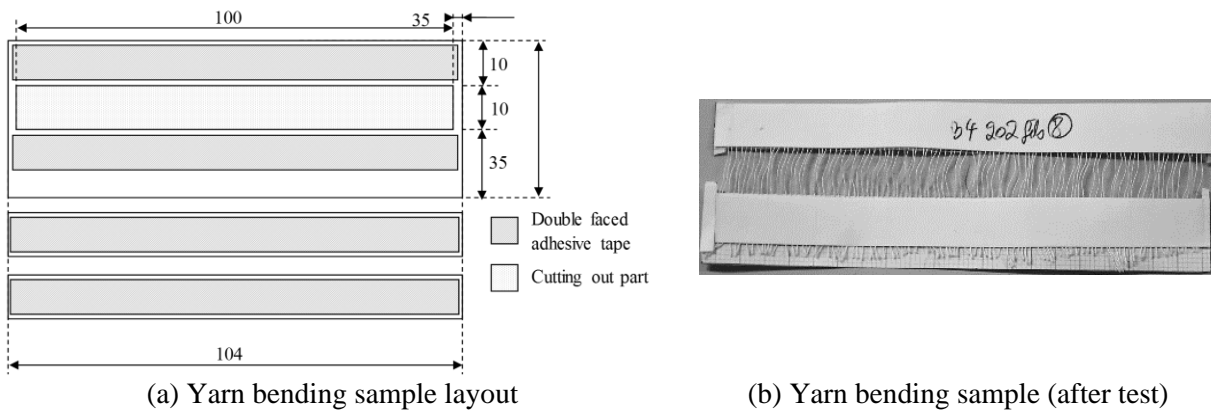 100
35
10
10
35
Double faced
adhesive tape
Cutting out part
104
34 202 fils 8
(a) Yarn bending sample layout
(b) Yarn bending sample (after test)